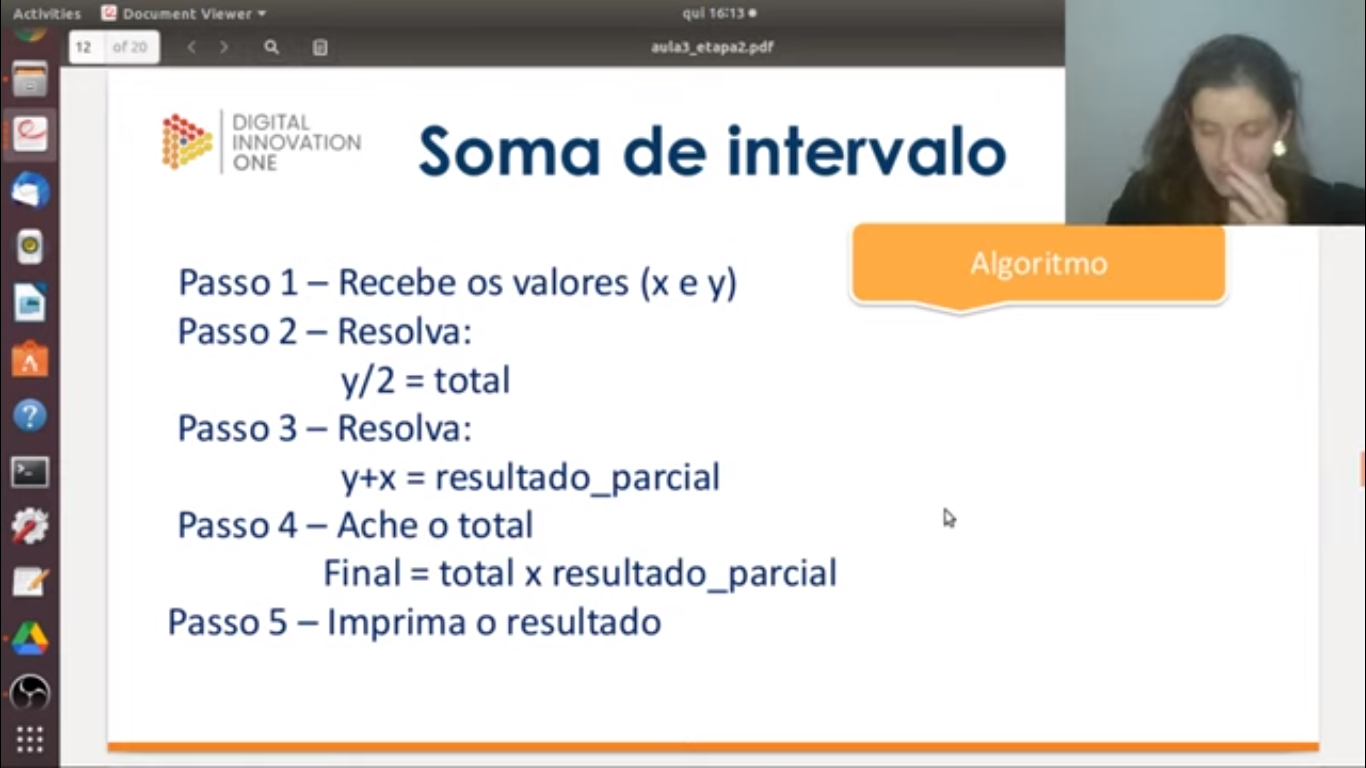 Activities Document Viewer qui 16:13
12 of 20 aula3_etapa2.pdf
DIGITAL
INNOVATION
ONE
Soma de intervalo
Algoritmo
Passo 1 – Recebe os valores (x e y)
Passo 2 – Resolva:
y/2 = total
Passo 3 – Resolva:
y+x = resultado_parcial
Passo 4 – Ache o total
Final = total x resultado_parcial
Passo 5 – Imprima o resultado